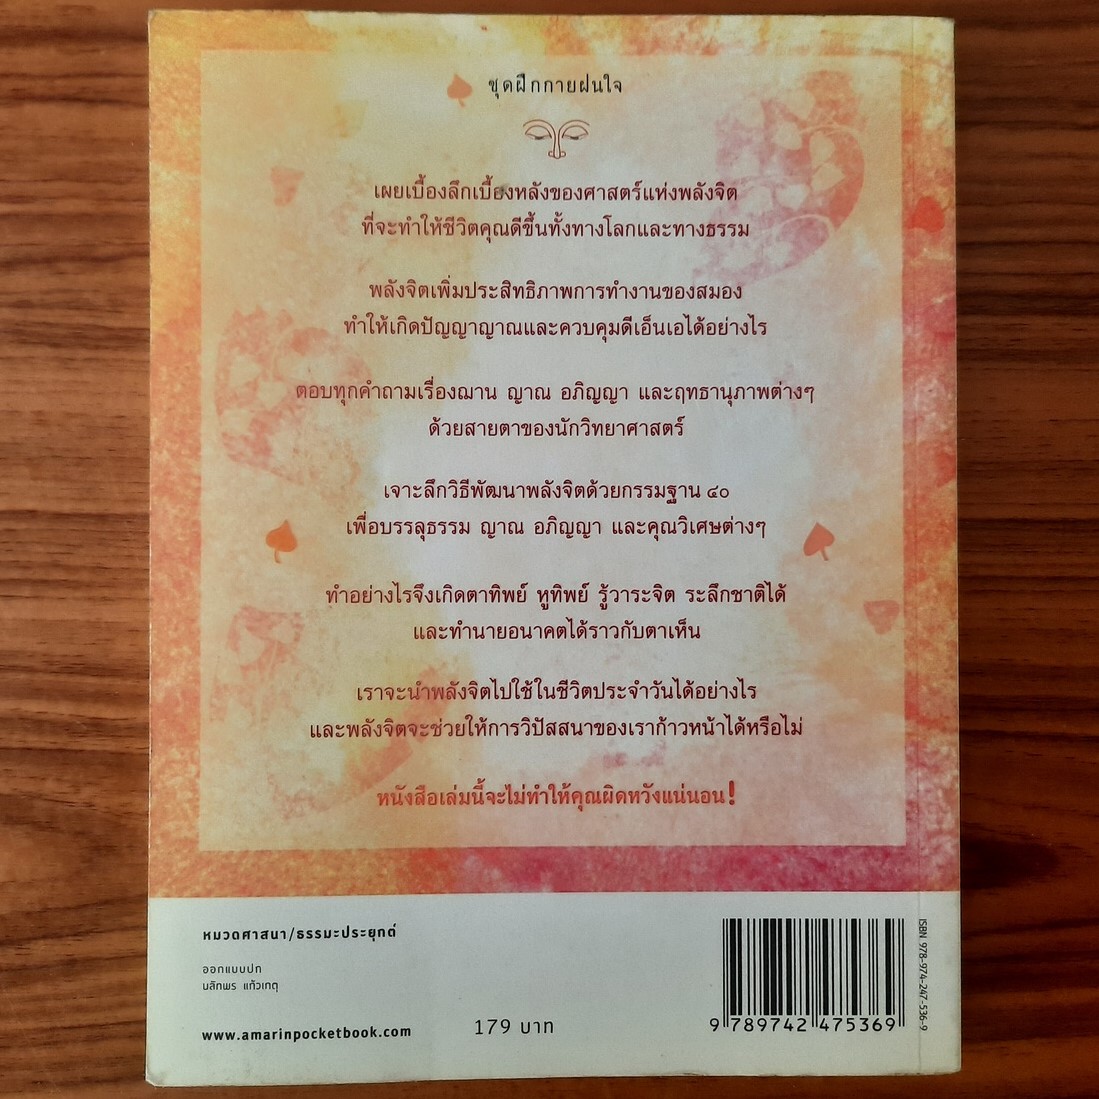 ชุดฝึกกายฝนใจ
เผยเบื้องลึกเบื้องหลังของศาสตร์แห่งพลังจิต
ที่จะทำให้ชีวิตคุณดีขึ้นทั้งทางโลกและทางธรรม
พลังจิตเพิ่มประสิทธิภาพการทำงานของสมอง
ทำให้เกิดปัญญาญาณและควบคุมดีเอ็นเอได้อย่างไร
ตอบทุกคำถามเรื่องฌาน ญาณ อภิญญา และฤทธานุภาพต่างๆ
ด้วยสายตาของนักวิทยาศาสตร์
เจาะลึกวิธีพัฒนาพลังจิตด้วยกรรมฐาน ๔๐
เพื่อบรรลุธรรม ญาณ อภิญญา และคุณวิเศษต่างๆ
ทำอย่างไรจึงเกิดตาทิพย์ หูทิพย์ รู้วาระจิต ระลึกชาติได้
และทำนายอนาคตได้ราวกับตาเห็น
เราจะนำพลังจิตไปใช้ในชีวิตประจำวันได้อย่างไร
และพลังจิตจะช่วยให้การวิปัสสนาของเราก้าวหน้าได้หรือไม่
หนังสือเล่มนี้จะไม่ทำให้คุณผิดหวังแน่นอน!
หมวดศาสนา/ธรรมะประยุกต์
ออกแบบปก
นลัทพร แก้วเกตุ
www.amarinpocketbook.com
179 บาท
9 789742 475369
ISBN 978-974-247-536-9